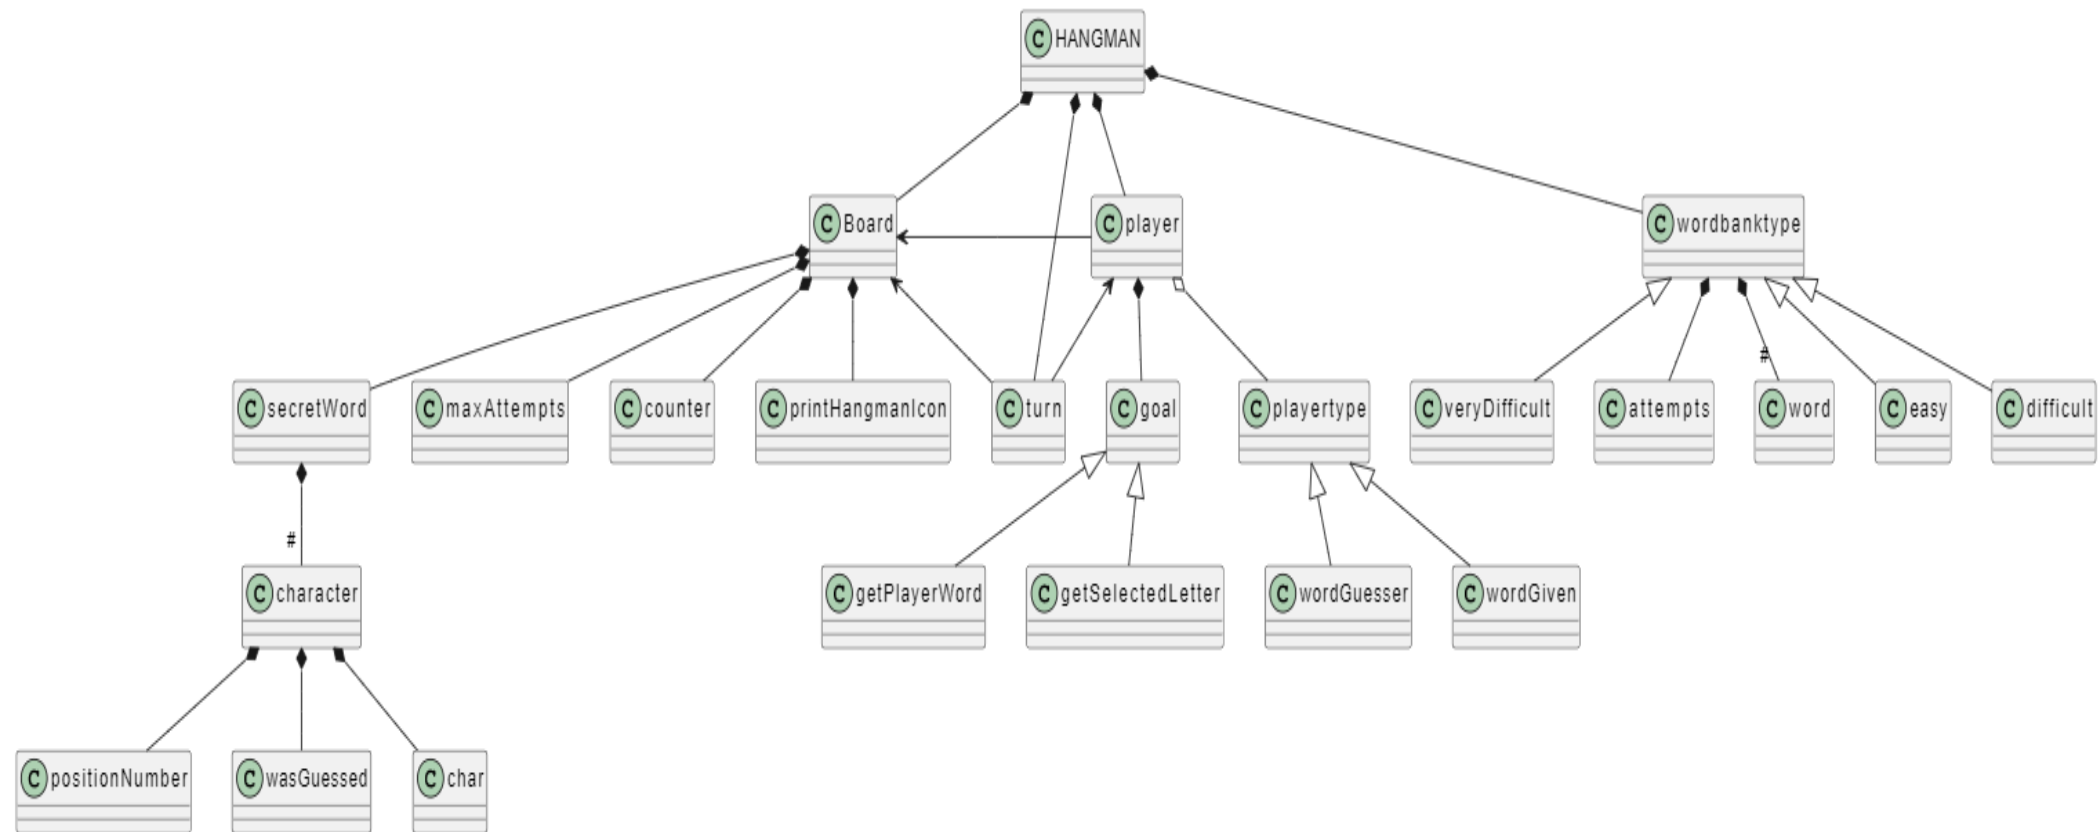 C HANGMAN
C Board
C player
C wordbanktype
#
C secretWord
C maxAttempts
C counter
C printHangmanIcon
C turn
C goal
C playertype
C veryDifficult
C attempts
C word
C easy
C difficult
#
C character
C getPlayerWord
C getSelectedLetter
C wordGuesser
C wordGiven
C positionNumber
C wasGuessed
C char